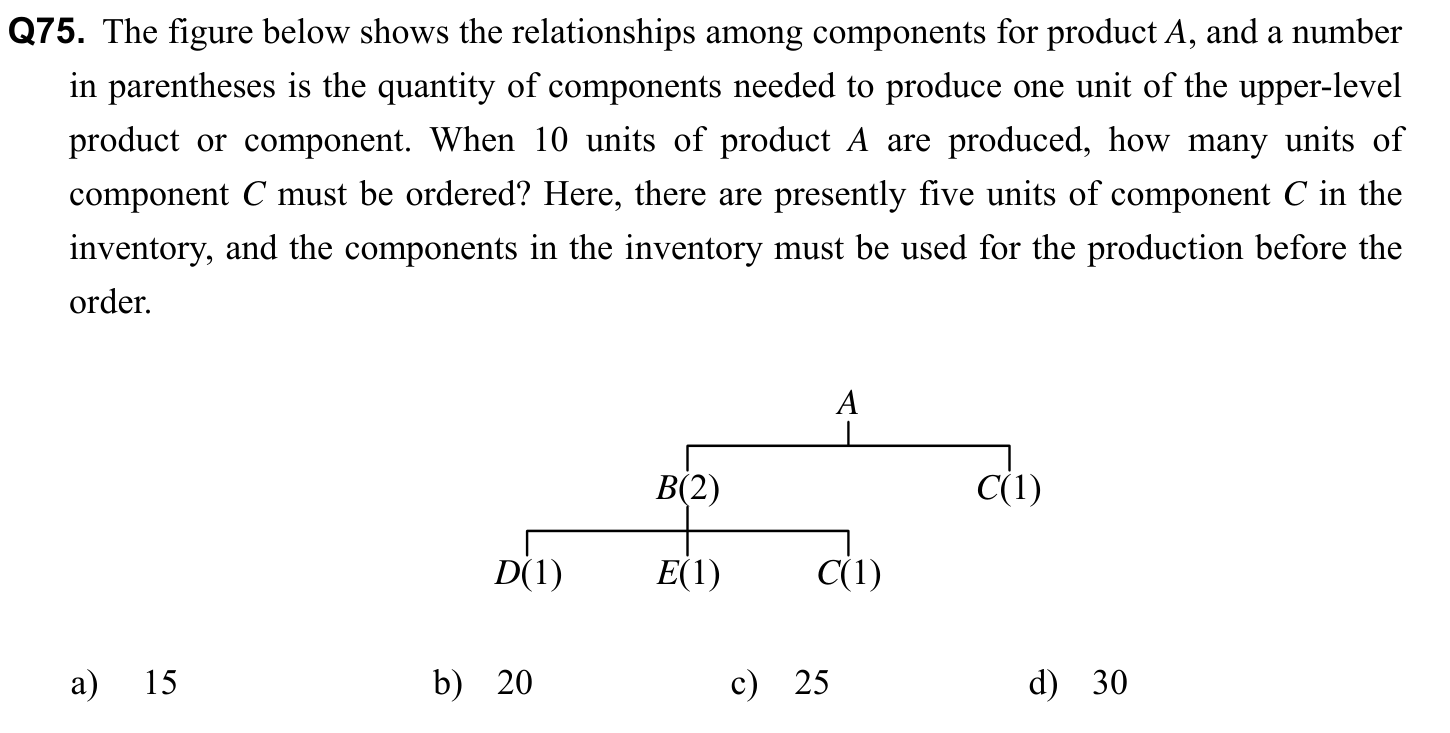 Q75. The figure below shows the relationships among components for product A, and a number
in parentheses is the quantity of components needed to produce one unit of the upper-level
product or component. When 10 units of product A are produced, how many units of
component C must be ordered? Here, there are presently five units of component C in the
inventory, and the components in the inventory must be used for the production before the
order.
A
B(2) C(1)
D(1) E(1) C(1)
a) 15 b) 20 c) 25 d) 30